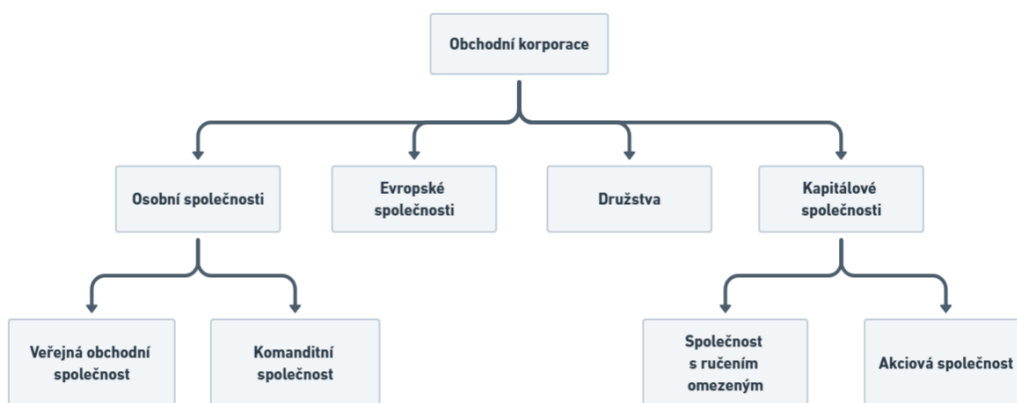 Obchodní korporace
Osobní společnosti
Evropské
společnosti
Družstva
Kapitálové
společnosti
Veřejná obchodní
společnost
Komanditní
společnost
Společnost
s ručením
omezeným
Akciová společnost